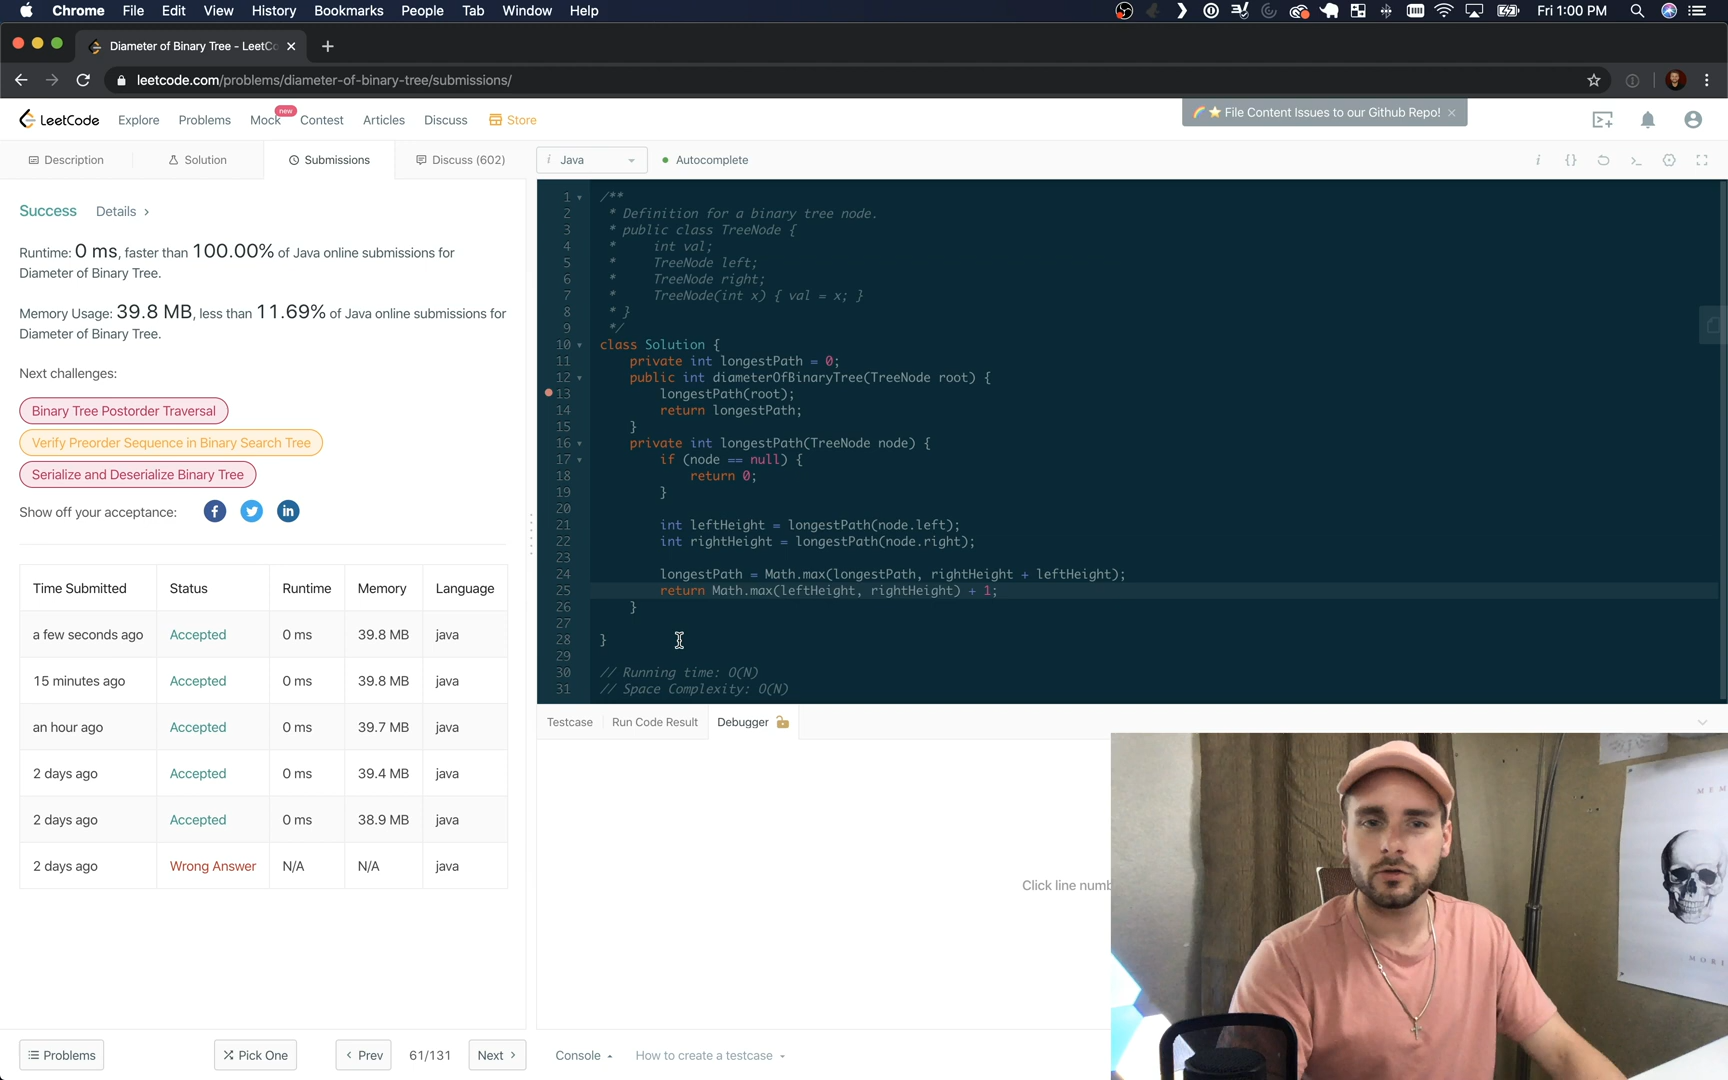 Chrome File Edit View History Bookmarks People Tab Window Help
Fri 1:00 PM
Diameter of Binary Tree - LeetCo
leetcode.com/problems/diameter-of-binary-tree/submissions/
LeetCode Explore Problems Mock new Contest Articles Discuss Store
File Content Issues to our Github Repo!
Description Solution Submissions Discuss (602)
i Java Autocomplete
Success Details
Runtime: 0 ms, faster than 100.00% of Java online submissions for
Diameter of Binary Tree.
Memory Usage: 39.8 MB, less than 11.69% of Java online submissions for
Diameter of Binary Tree.
Next challenges:
Binary Tree Postorder Traversal
Verify Preorder Sequence in Binary Search Tree
Serialize and Deserialize Binary Tree
Show off your acceptance:
Time Submitted Status Runtime Memory Language
a few seconds ago Accepted 0 ms 39.8 MB java
15 minutes ago Accepted 0 ms 39.8 MB java
an hour ago Accepted 0 ms 39.7 MB java
2 days ago Accepted 0 ms 39.4 MB java
2 days ago Accepted 0 ms 38.9 MB java
2 days ago Wrong Answer N/A N/A java
1 /**
2 * Definition for a binary tree node.
3 * public class TreeNode {
4 * int val;
5 * TreeNode left;
6 * TreeNode right;
7 * TreeNode(int x) { val = x; }
8 * }
9 */
10 class Solution {
11 private int longestPath = 0;
12 public int diameterOfBinaryTree(TreeNode root) {
13 longestPath(root);
14 return longestPath;
15 }
16 private int longestPath(TreeNode node) {
17 if (node == null) {
18 return 0;
19 }
20
21 int leftHeight = longestPath(node.left);
22 int rightHeight = longestPath(node.right);
23
24 longestPath = Math.max(longestPath, rightHeight + leftHeight);
25 return Math.max(leftHeight, rightHeight) + 1;
26 }
27
28 }
29
30 // Running time: O(N)
31 // Space Complexity: O(N)
Testcase Run Code Result Debugger
Click line numb
MEM
MORI
Problems Pick One Prev 61/131 Next Console How to create a testcase